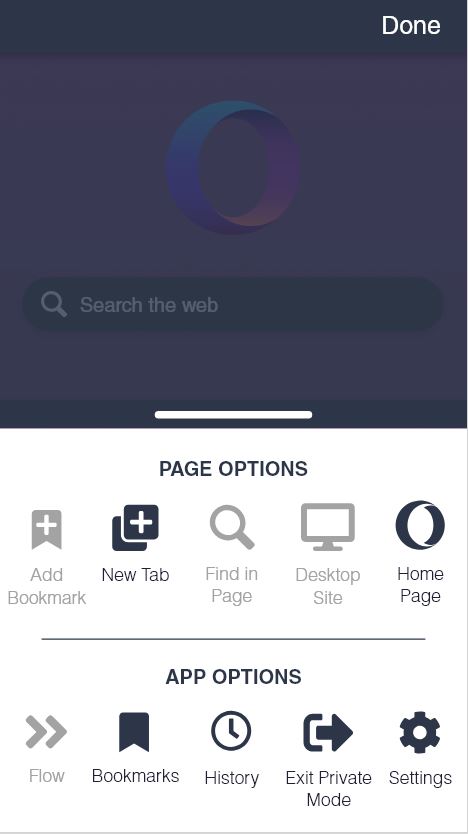 Done
Search the web
PAGE OPTIONS
Add
Bookmark
New Tab
Find in
Page
Desktop
Site
Home
Page
APP OPTIONS
Flow
Bookmarks
History
Exit Private
Mode
Settings